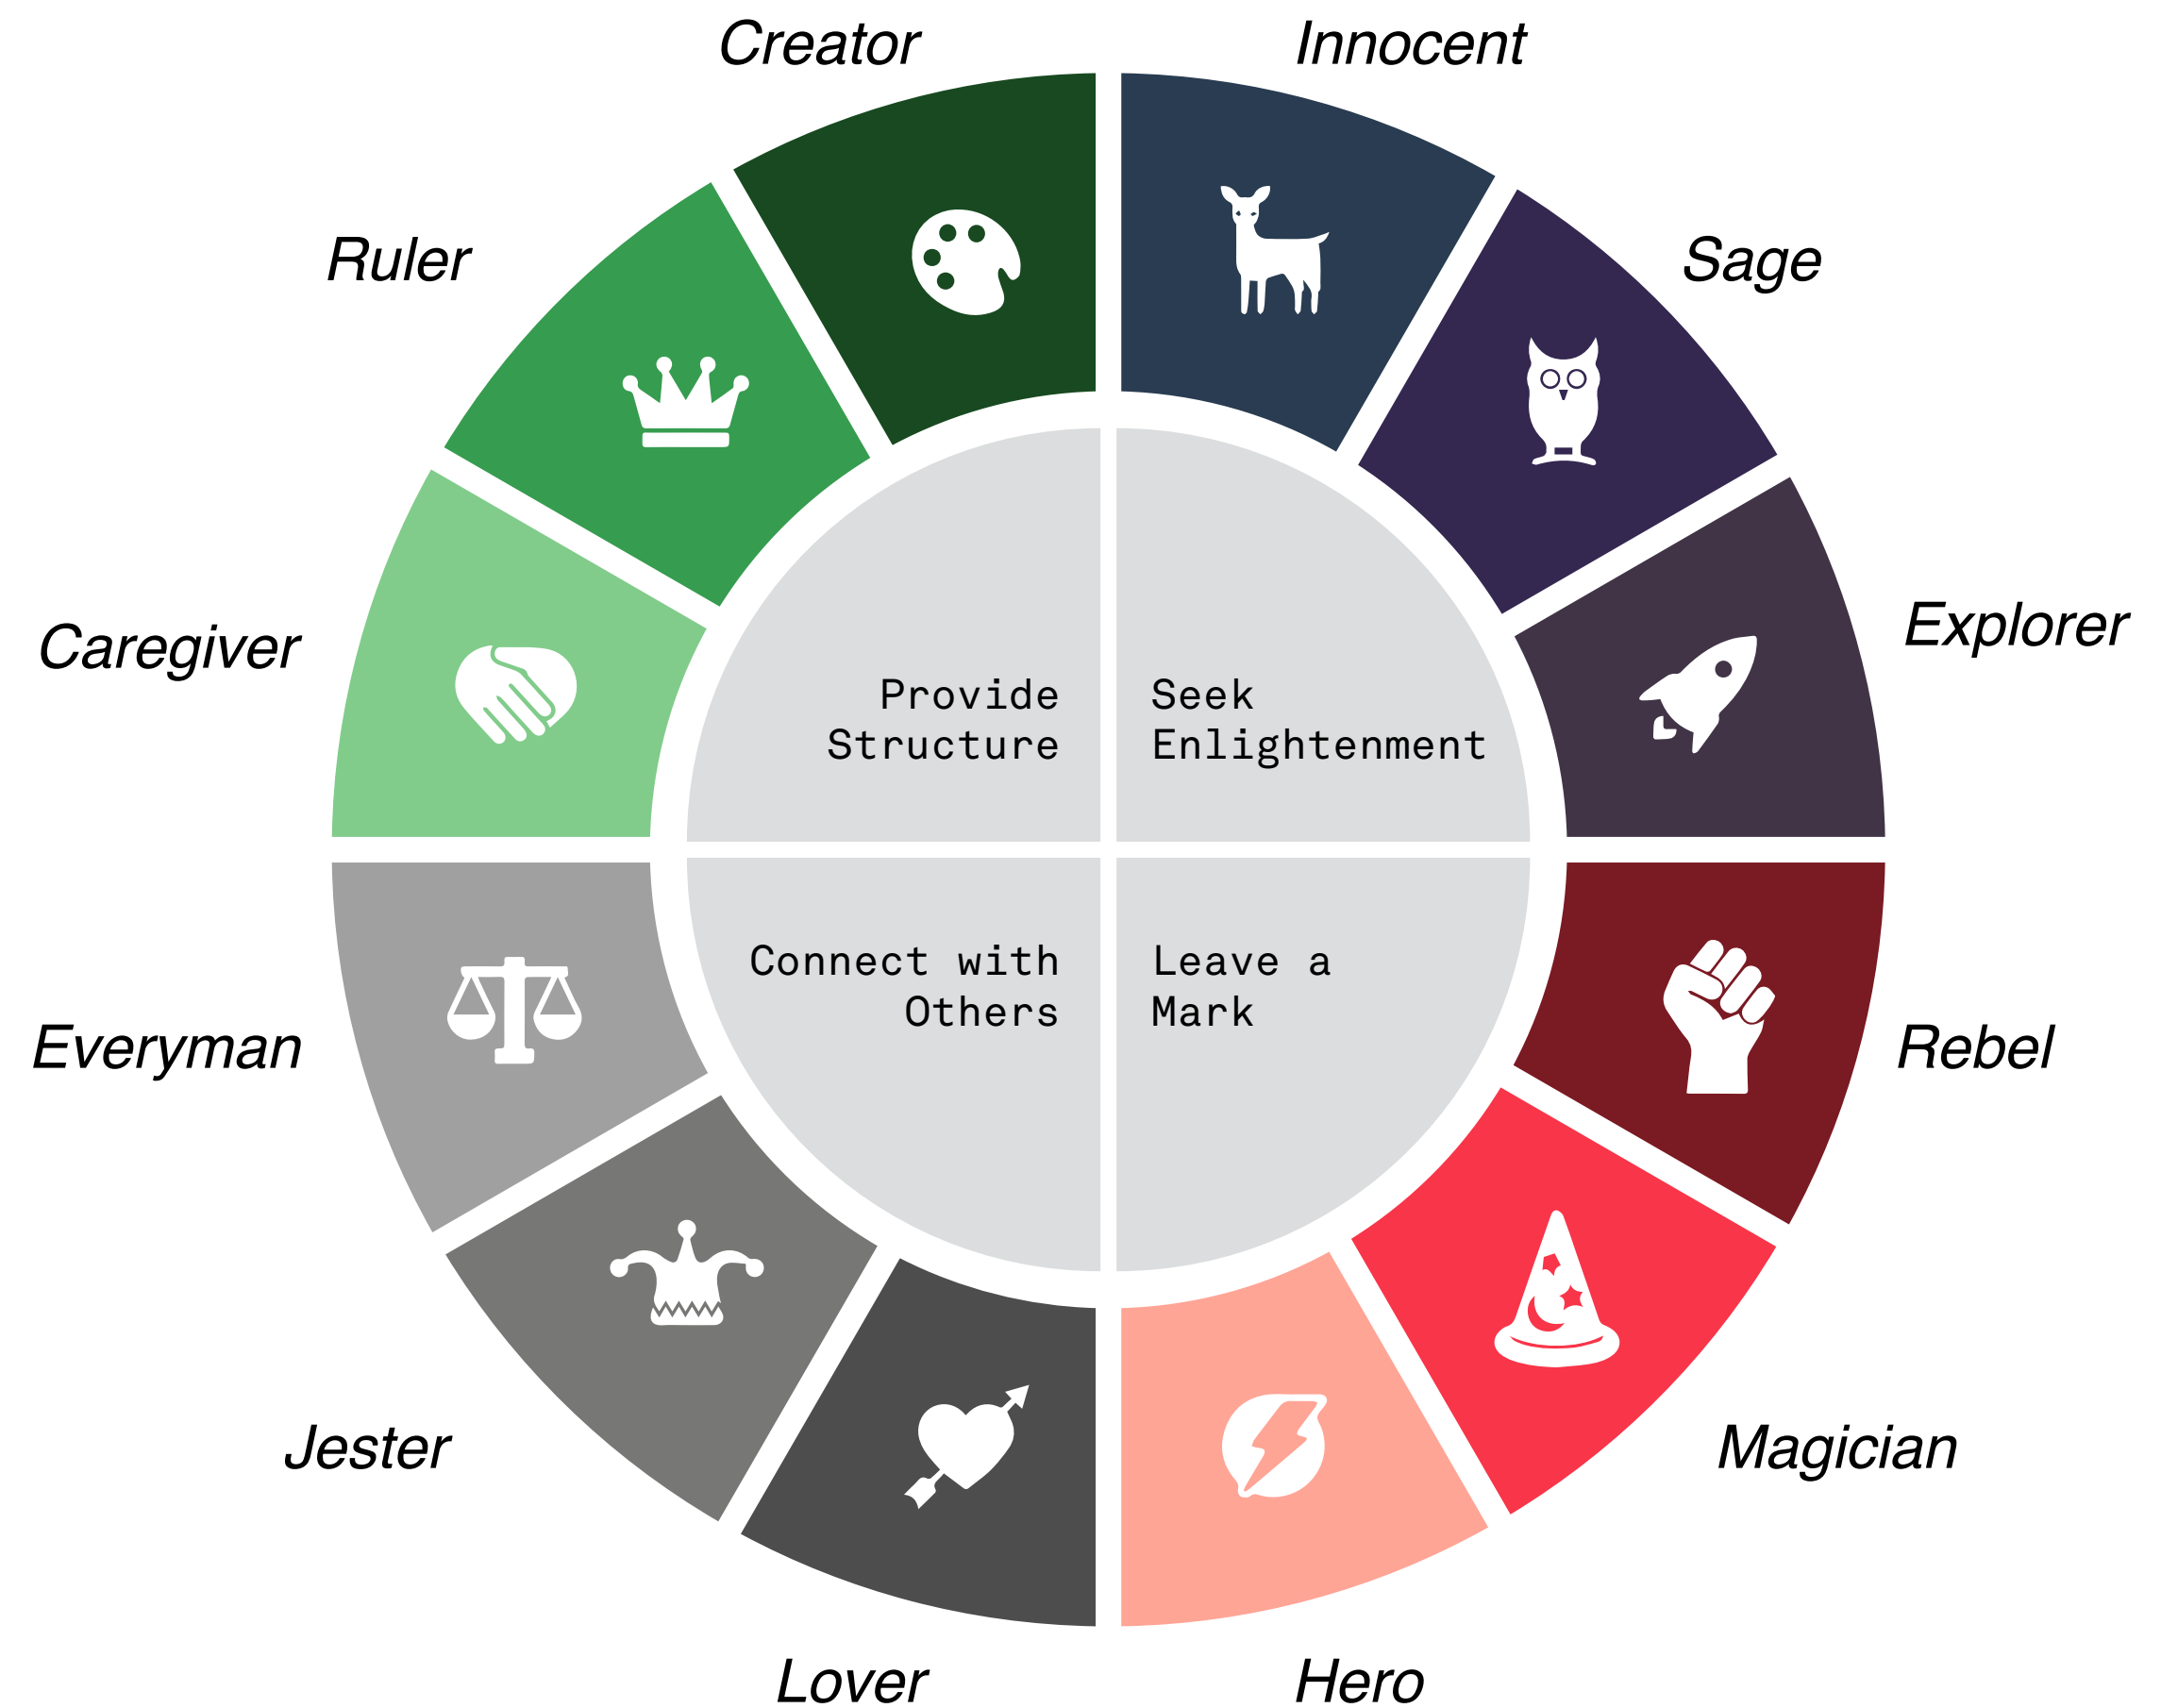 Creator
Innocent
Ruler
Sage
Caregiver
Explorer
Provide
Structure
Seek
Enlightenment
Connect with
Others
Leave a
Mark
Everyman
Rebel
Jester
Magician
Lover
Hero